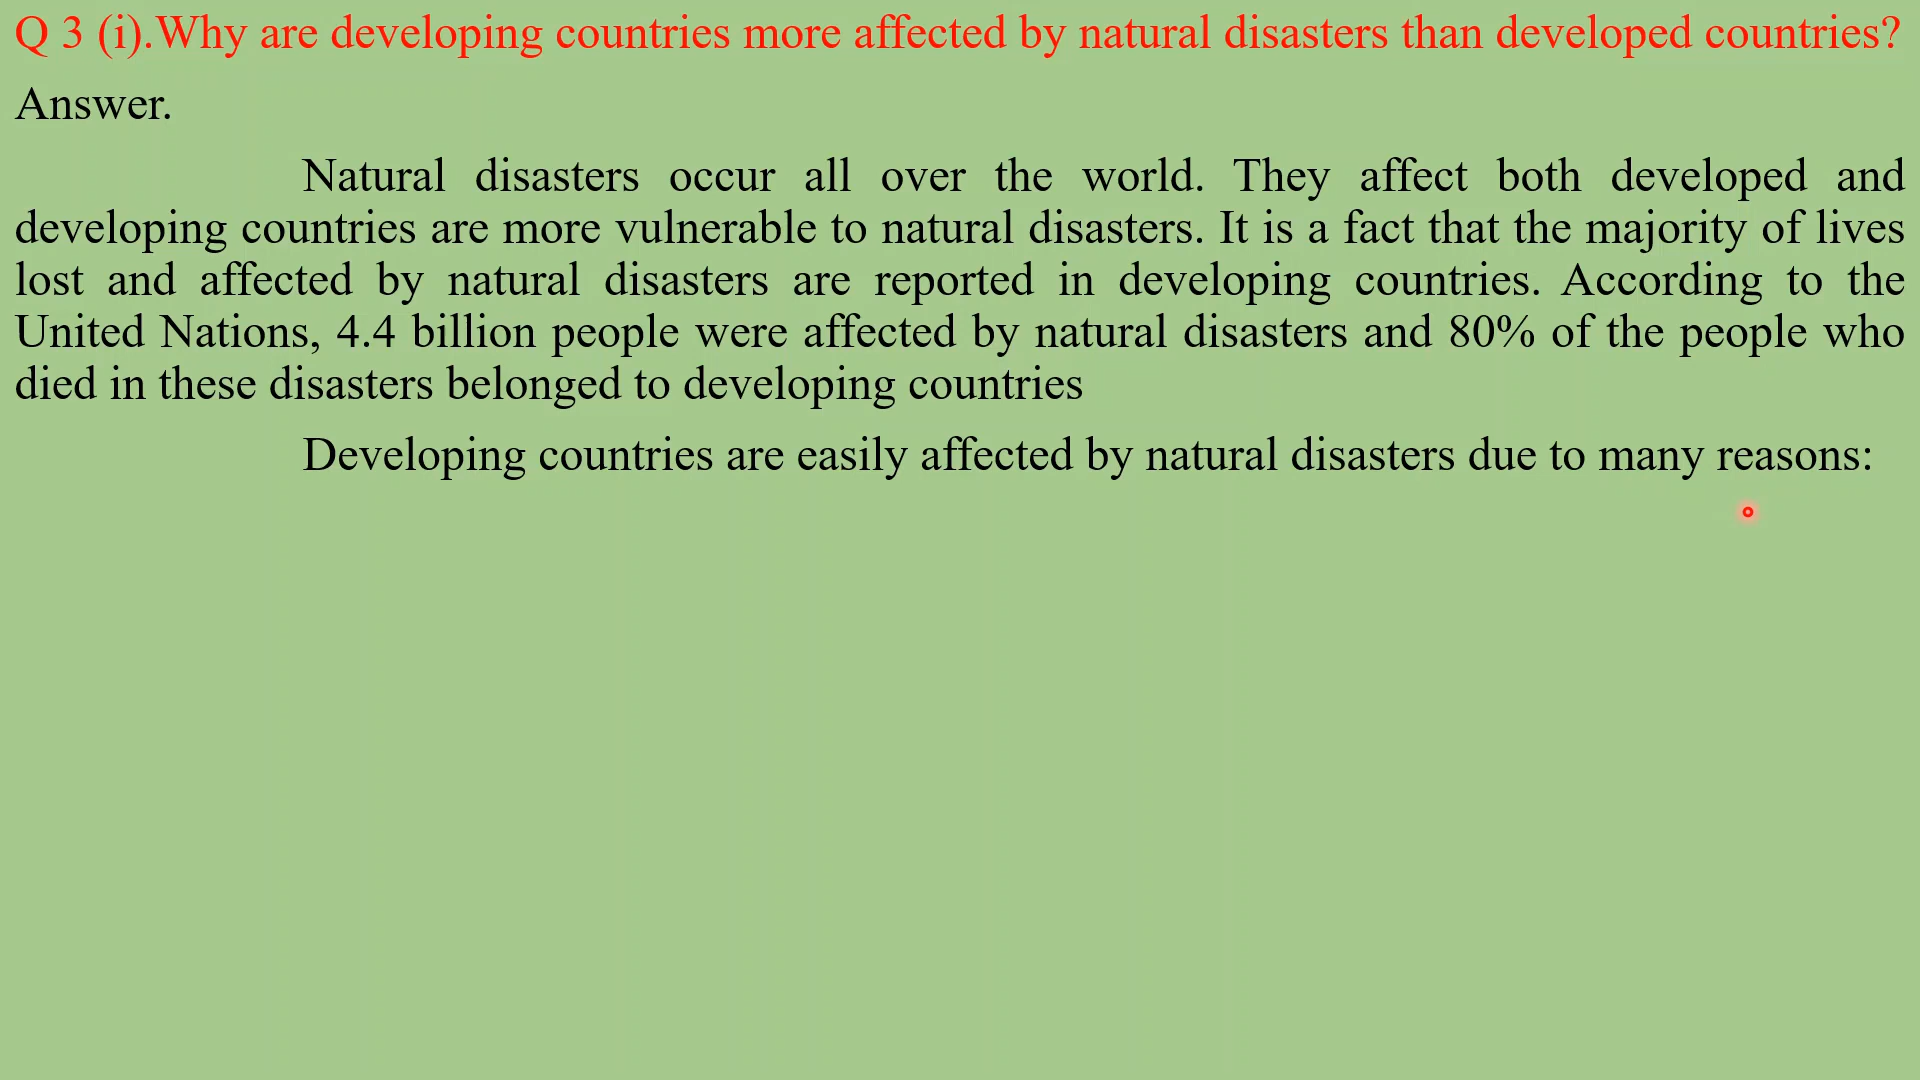 Q 3 (i).Why are developing countries more affected by natural disasters than developed countries?
Answer.
Natural disasters occur all over the world. They affect both developed and
developing countries are more vulnerable to natural disasters. It is a fact that the majority of lives
lost and affected by natural disasters are reported in developing countries. According to the
United Nations, 4.4 billion people were affected by natural disasters and 80% of the people who
died in these disasters belonged to developing countries
Developing countries are easily affected by natural disasters due to many reasons: